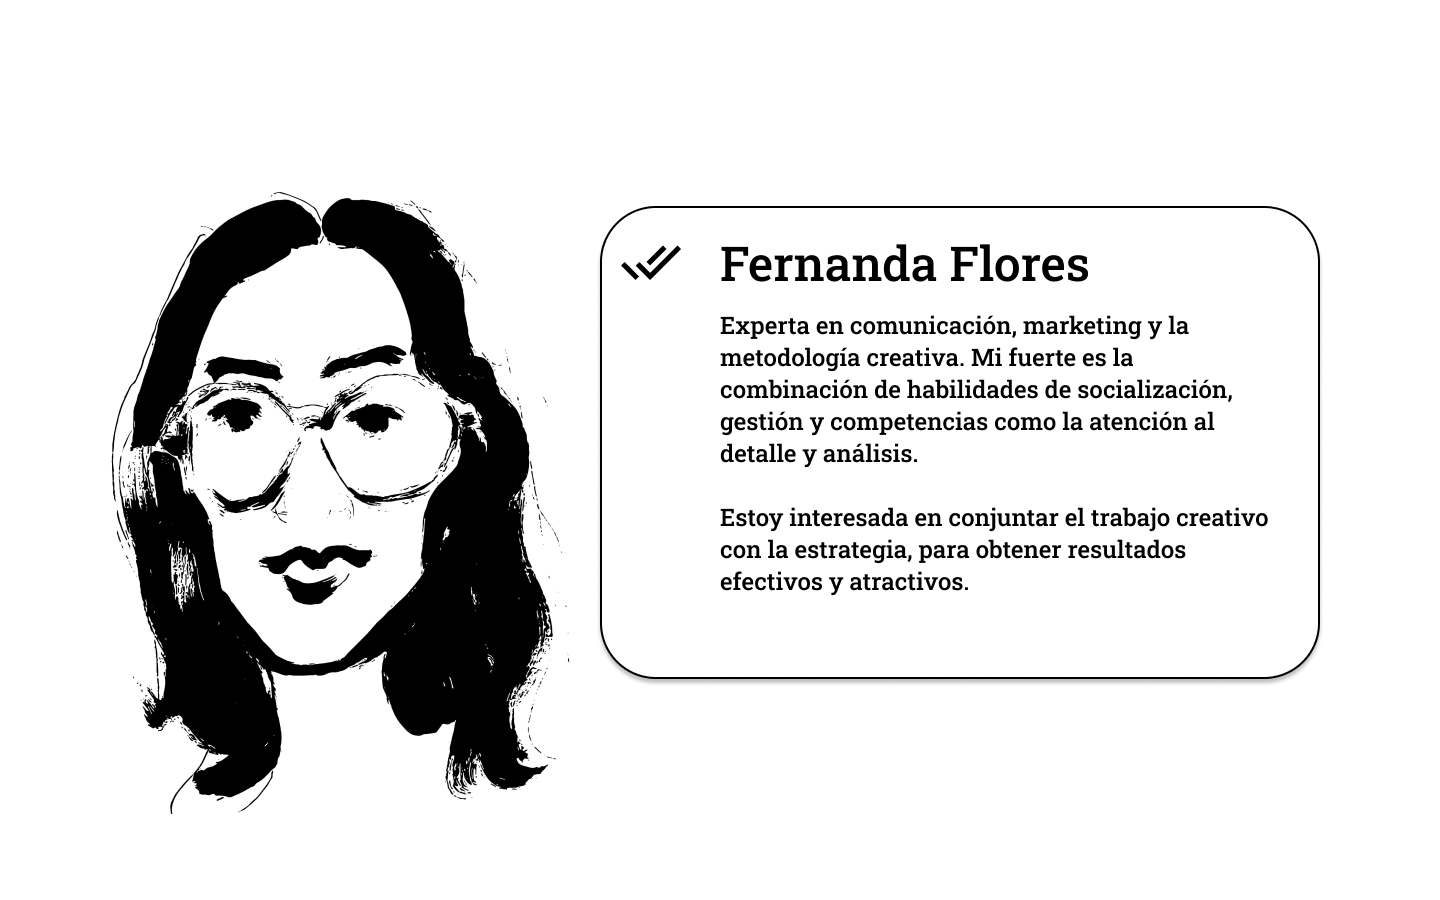 Fernanda Flores
Experta en comunicación, marketing y la
metodología creativa. Mi fuerte es la
combinación de habilidades de socialización,
gestión y competencias como la atención al
detalle y análisis.
Estoy interesada en conjuntar el trabajo creativo
con la estrategia, para obtener resultados
efectivos y atractivos.